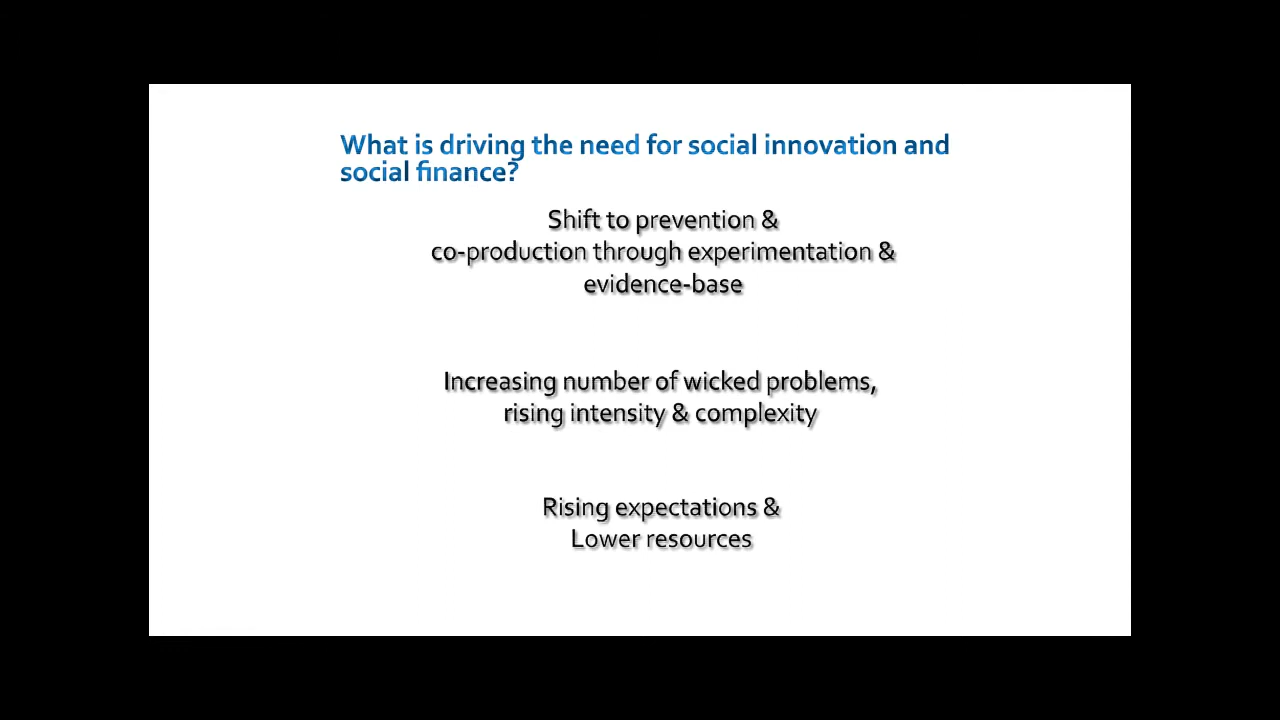 What is driving the need for social innovation and
social finance?
Shift to prevention &
co-production through experimentation &
evidence-base
Increasing number of wicked problems,
rising intensity & complexity
Rising expectations &
Lower resources